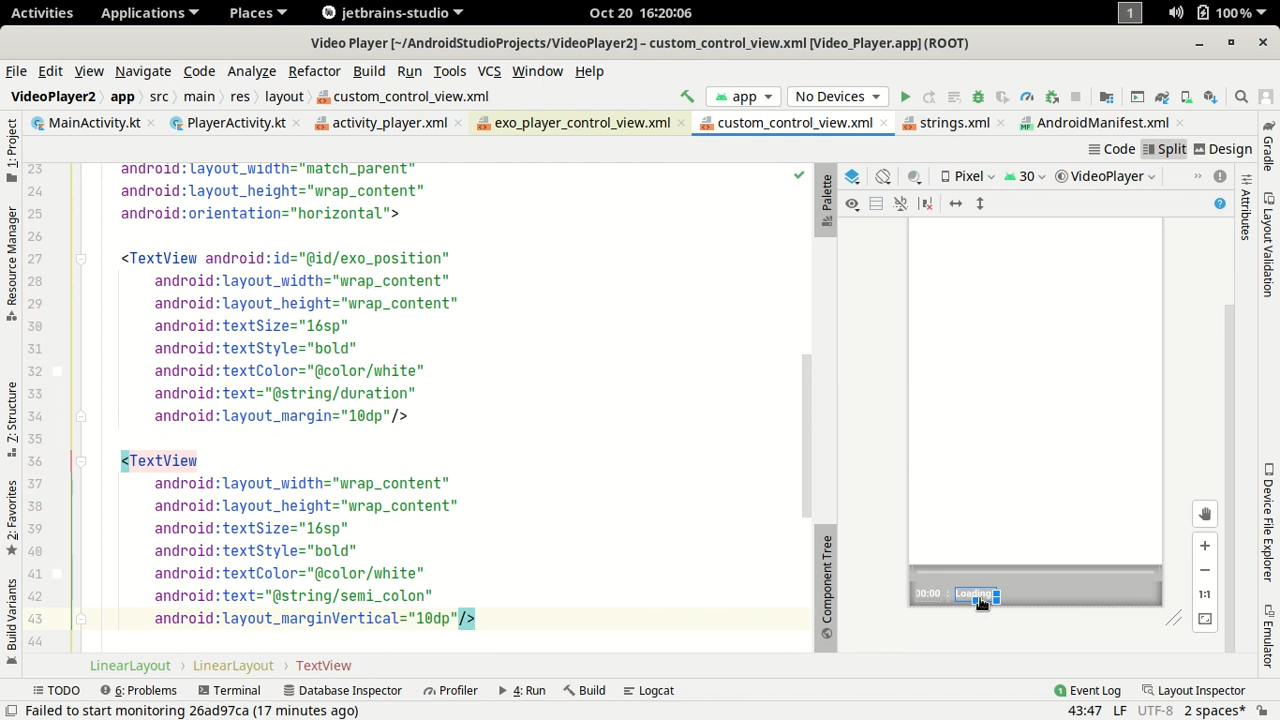 Activities Applications Places jetbrains-studio Oct 20 16:20:06 1 100%
Video Player [~/AndroidStudioProjects/VideoPlayer2] – custom_control_view.xml [Video_Player.app] (ROOT)
File Edit View Navigate Code Analyze Refactor Build Run Tools VCS Window Help
VideoPlayer2 app src main res layout custom_control_view.xml app No Devices
MainActivity.kt PlayerActivity.kt activity_player.xml exo_player_control_view.xml custom_control_view.xml strings.xml AndroidManifest.xml
Code Split Design
Pixel 30 VideoPlayer
23 android:layout_width="match_parent"
24 android:layout_height="wrap_content"
25 android:orientation="horizontal">
26
27 <TextView android:id="@id/exo_position"
28 android:layout_width="wrap_content"
29 android:layout_height="wrap_content"
30 android:textSize="16sp"
31 android:textStyle="bold"
32 android:textColor="@color/white"
33 android:text="@string/duration"
34 android:layout_margin="10dp"/>
35
36 <TextView
37 android:layout_width="wrap_content"
38 android:layout_height="wrap_content"
39 android:textSize="16sp"
40 android:textStyle="bold"
41 android:textColor="@color/white"
42 android:text="@string/semi_colon"
43 android:layout_marginVertical="10dp"/>
44
1: Project
Resource Manager
Z: Structure
2: Favorites
Build Variants
Palette
Component Tree
00:00 : Loading
1:1
Attributes
Gradle
Layout Validation
Device File Explorer
Emulator
LinearLayout › LinearLayout › TextView
TODO 6: Problems Terminal Database Inspector Profiler 4: Run Build Logcat 1 Event Log Layout Inspector
Failed to start monitoring 26ad97ca (17 minutes ago) 43:47 LF UTF-8 2 spaces*